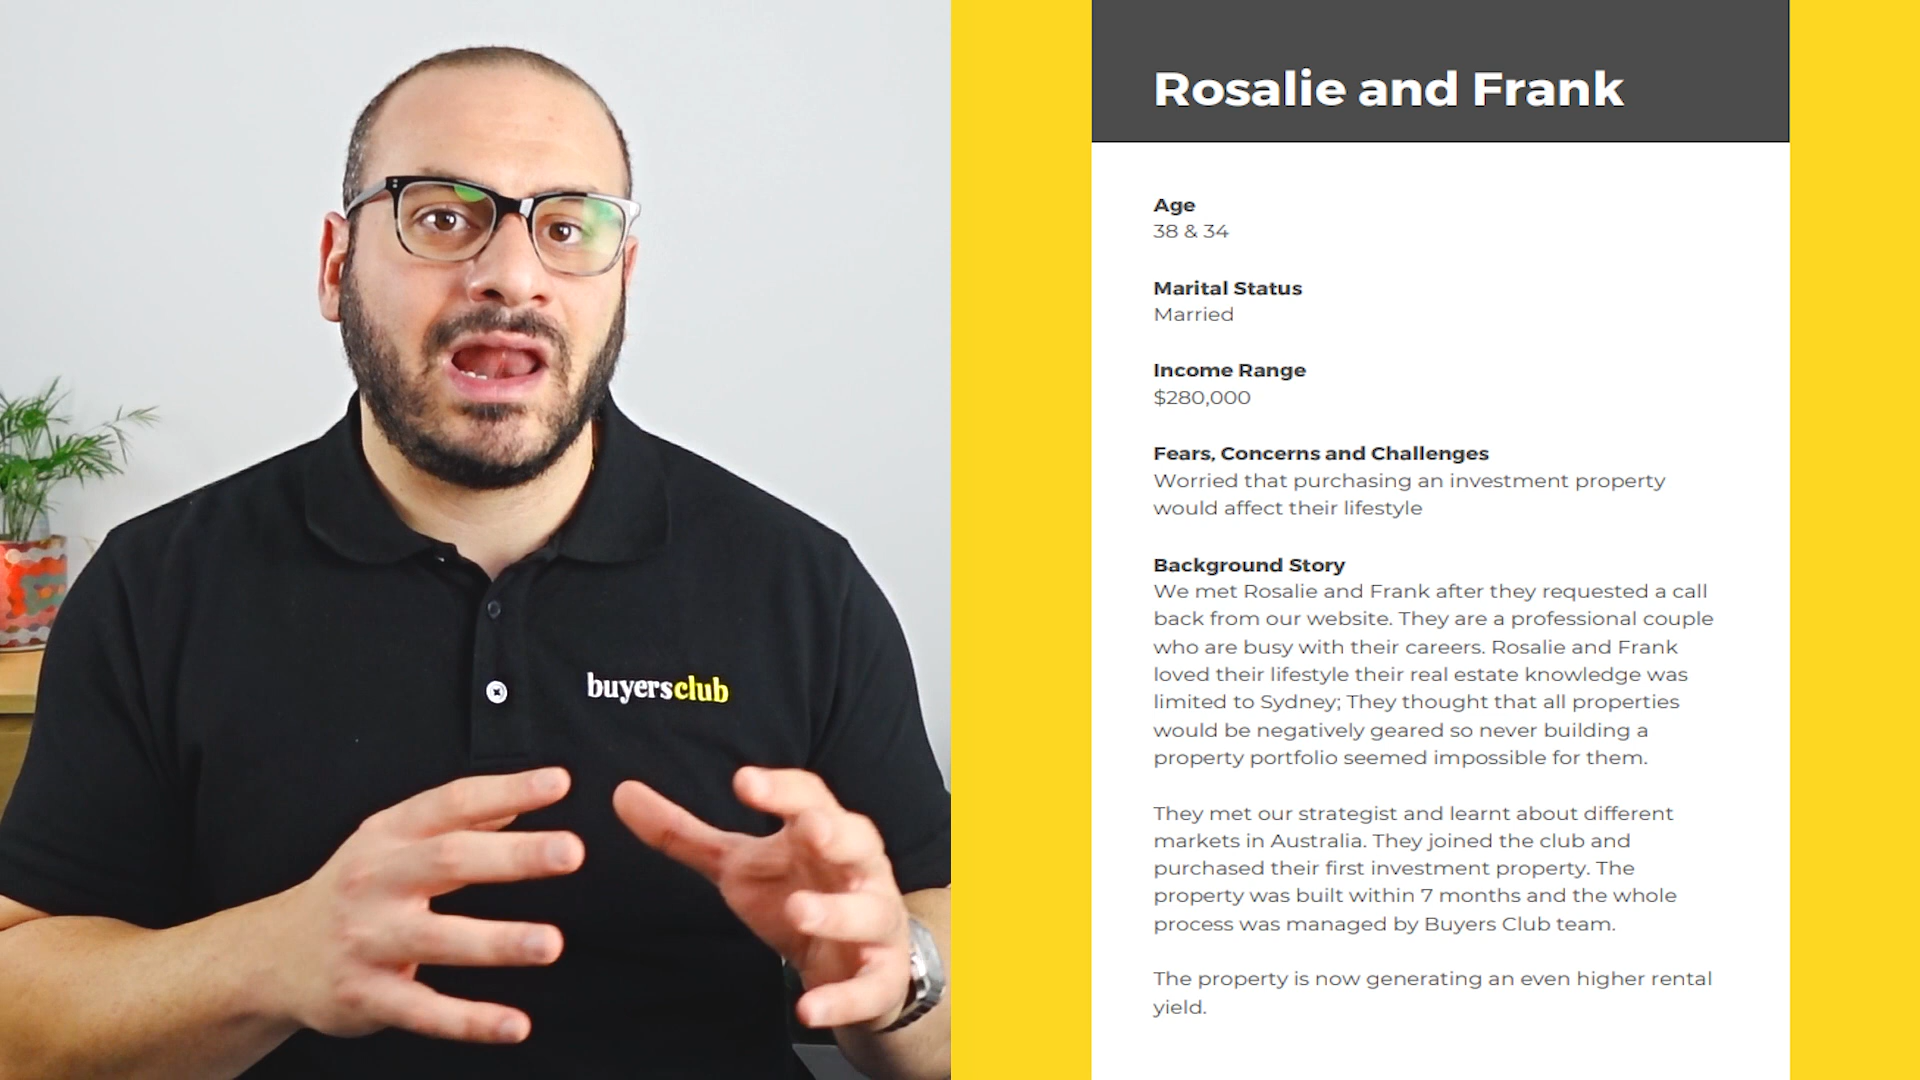 buyersclub
Rosalie and Frank
Age
38 & 34
Marital Status
Married
Income Range
$280,000
Fears, Concerns and Challenges
Worried that purchasing an investment property
would affect their lifestyle
Background Story
We met Rosalie and Frank after they requested a call
back from our website. They are a professional couple
who are busy with their careers. Rosalie and Frank
loved their lifestyle their real estate knowledge was
limited to Sydney; They thought that all properties
would be negatively geared so never building a
property portfolio seemed impossible for them.
They met our strategist and learnt about different
markets in Australia. They joined the club and
purchased their first investment property. The
property was built within 7 months and the whole
process was managed by Buyers Club team.
The property is now generating an even higher rental
yield.